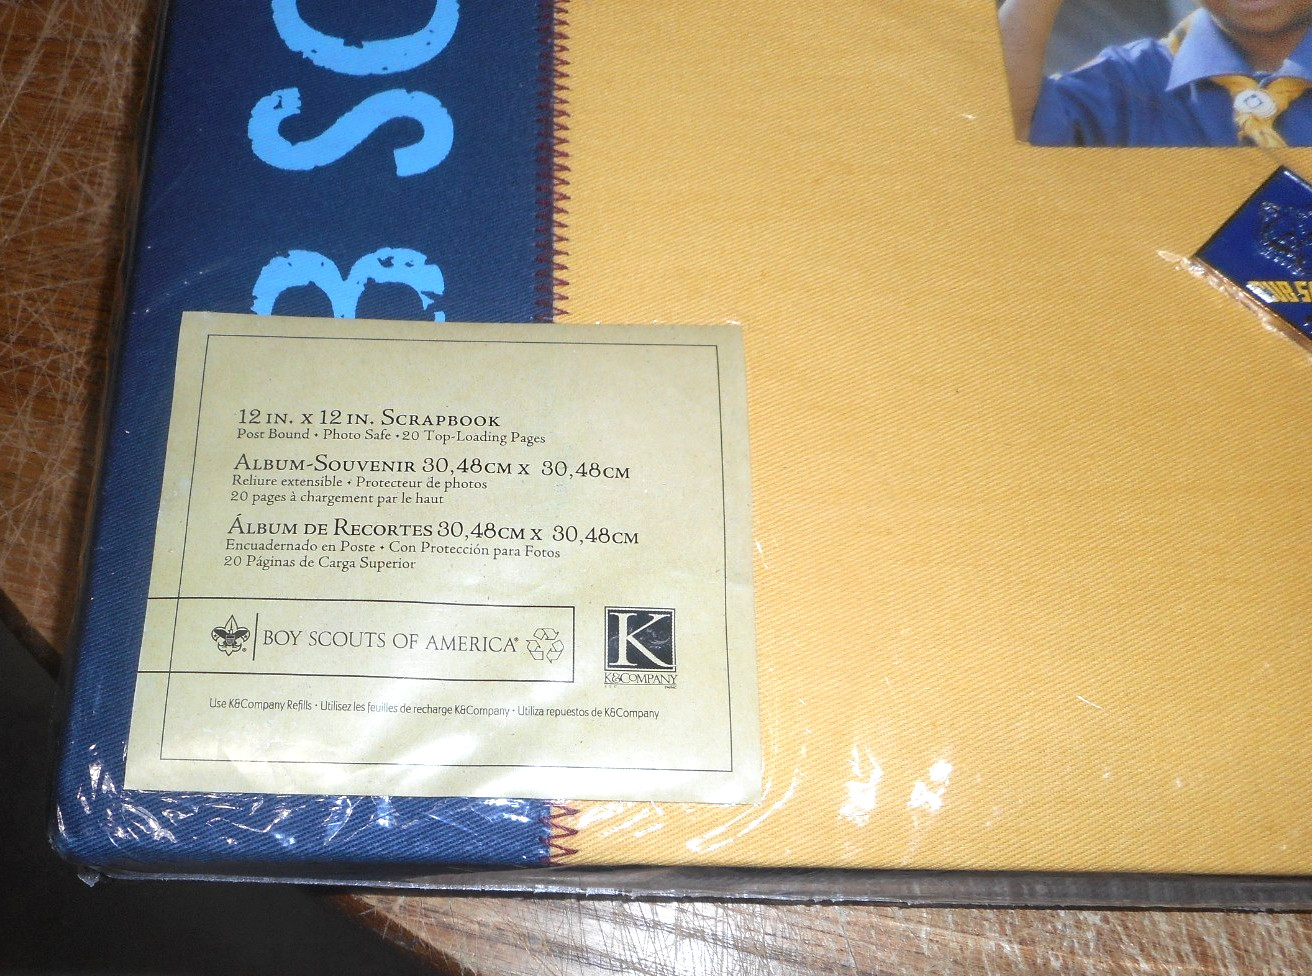 B SC
12 IN. X 12 IN. SCRAPBOOK
Post Bound • Photo Safe • 20 Top-Loading Pages
ALBUM-SOUVENIR 30,48CM X 30,48CM
Reliure extensible • Protecteur de photos
20 pages à chargement par le haut
ÁLBUM DE RECORTES 30,48CM X 30,48CM
Encuadernado en Poste • Con Protección para Fotos
20 Páginas de Carga Superior
BOY SCOUTS OF AMERICA®
K
K&COMPANY
Use K&Company Refills • Utilisez les feuilles de recharge K&Company • Utiliza repuestos de K&Company